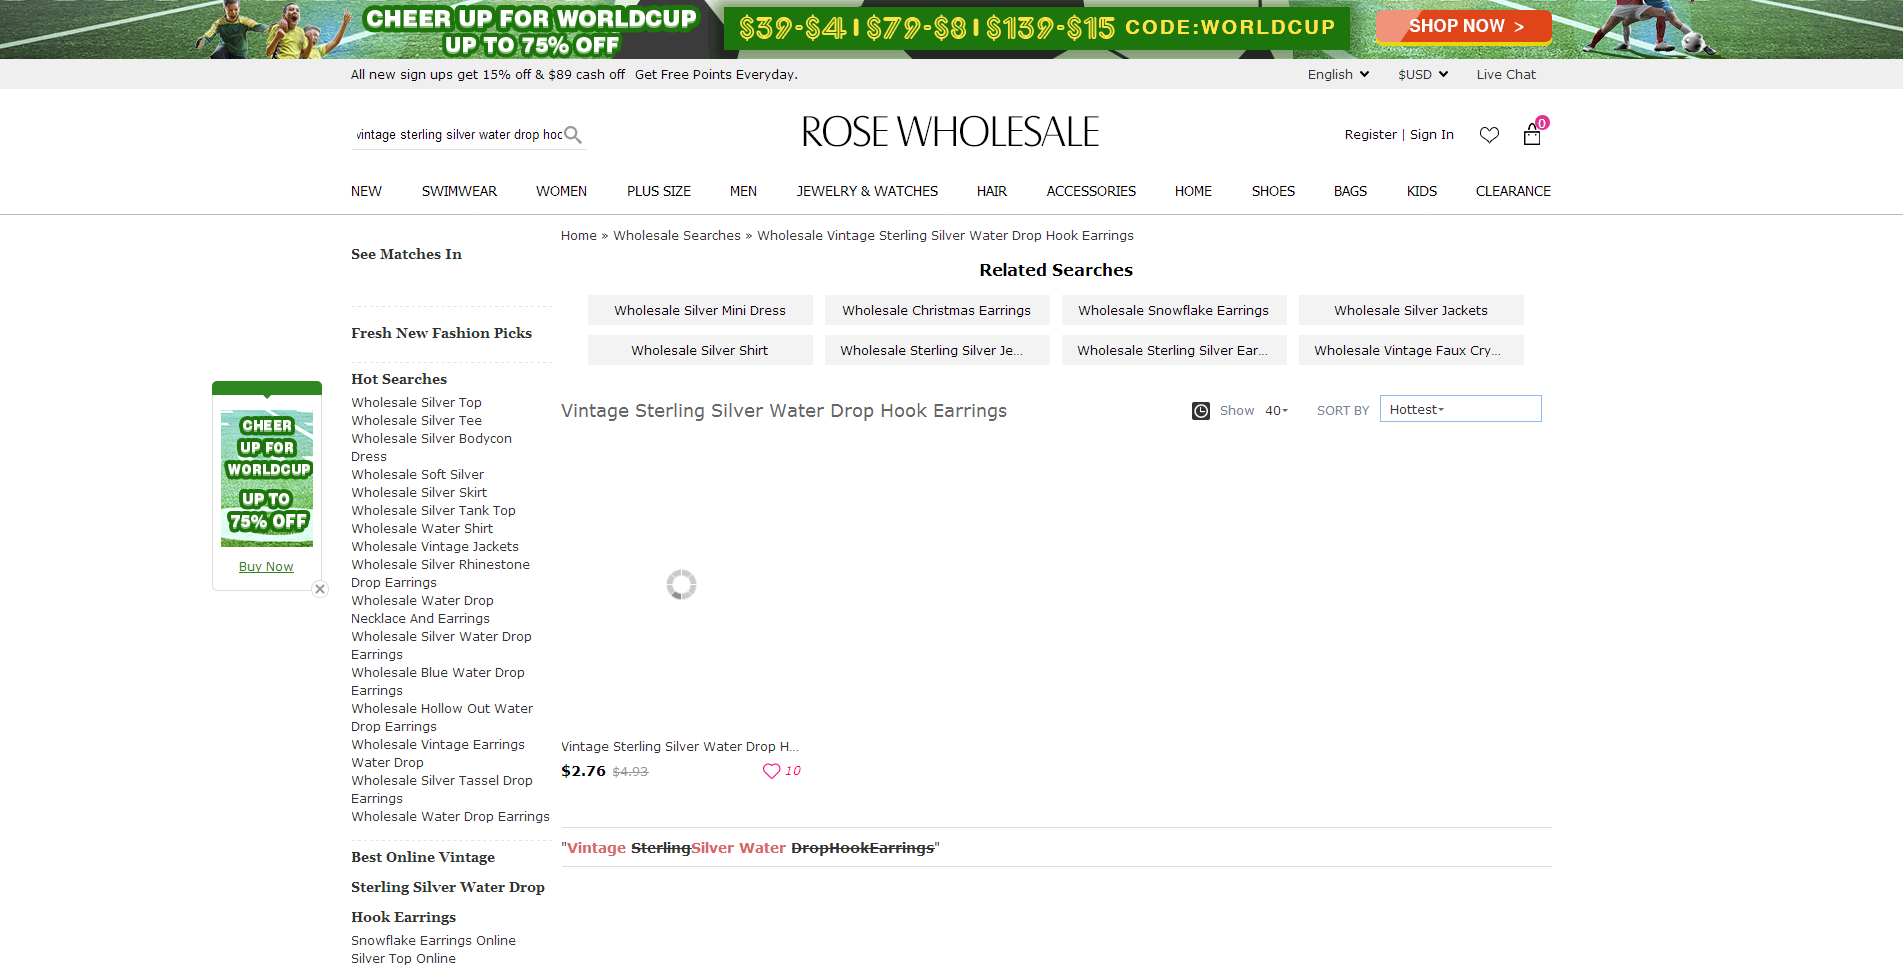 CHEER UP FOR WORLDCUP
UP TO 75% OFF
$39-$4 | $79-$8 | $139-$15 CODE:WORLDCUP
SHOP NOW >
All new sign ups get 15% off & $89 cash off Get Free Points Everyday.
English $USD Live Chat
vintage sterling silver water drop hoo
ROSE WHOLESALE
Register | Sign In
0
NEW SWIMWEAR WOMEN PLUS SIZE MEN JEWELRY & WATCHES HAIR ACCESSORIES HOME SHOES BAGS KIDS CLEARANCE
Home » Wholesale Searches » Wholesale Vintage Sterling Silver Water Drop Hook Earrings
See Matches In
Fresh New Fashion Picks
Hot Searches
Wholesale Silver Top
Wholesale Silver Tee
Wholesale Silver Bodycon
Dress
Wholesale Soft Silver
Wholesale Silver Skirt
Wholesale Silver Tank Top
Wholesale Water Shirt
Wholesale Vintage Jackets
Wholesale Silver Rhinestone
Drop Earrings
Wholesale Water Drop
Necklace And Earrings
Wholesale Silver Water Drop
Earrings
Wholesale Blue Water Drop
Earrings
Wholesale Hollow Out Water
Drop Earrings
Wholesale Vintage Earrings
Water Drop
Wholesale Silver Tassel Drop
Earrings
Wholesale Water Drop Earrings
Best Online Vintage
Sterling Silver Water Drop
Hook Earrings
Snowflake Earrings Online
Silver Top Online
CHEER
UP FOR
WORLDCUP
UP TO
75% OFF
Buy Now
Related Searches
Wholesale Silver Mini Dress Wholesale Christmas Earrings Wholesale Snowflake Earrings Wholesale Silver Jackets
Wholesale Silver Shirt Wholesale Sterling Silver Je... Wholesale Sterling Silver Ear... Wholesale Vintage Faux Cry...
Vintage Sterling Silver Water Drop Hook Earrings
Show 40 SORT BY Hottest
Vintage Sterling Silver Water Drop H...
$2.76 $4.93 10
"Vintage SterlingSilver Water DropHookEarrings"